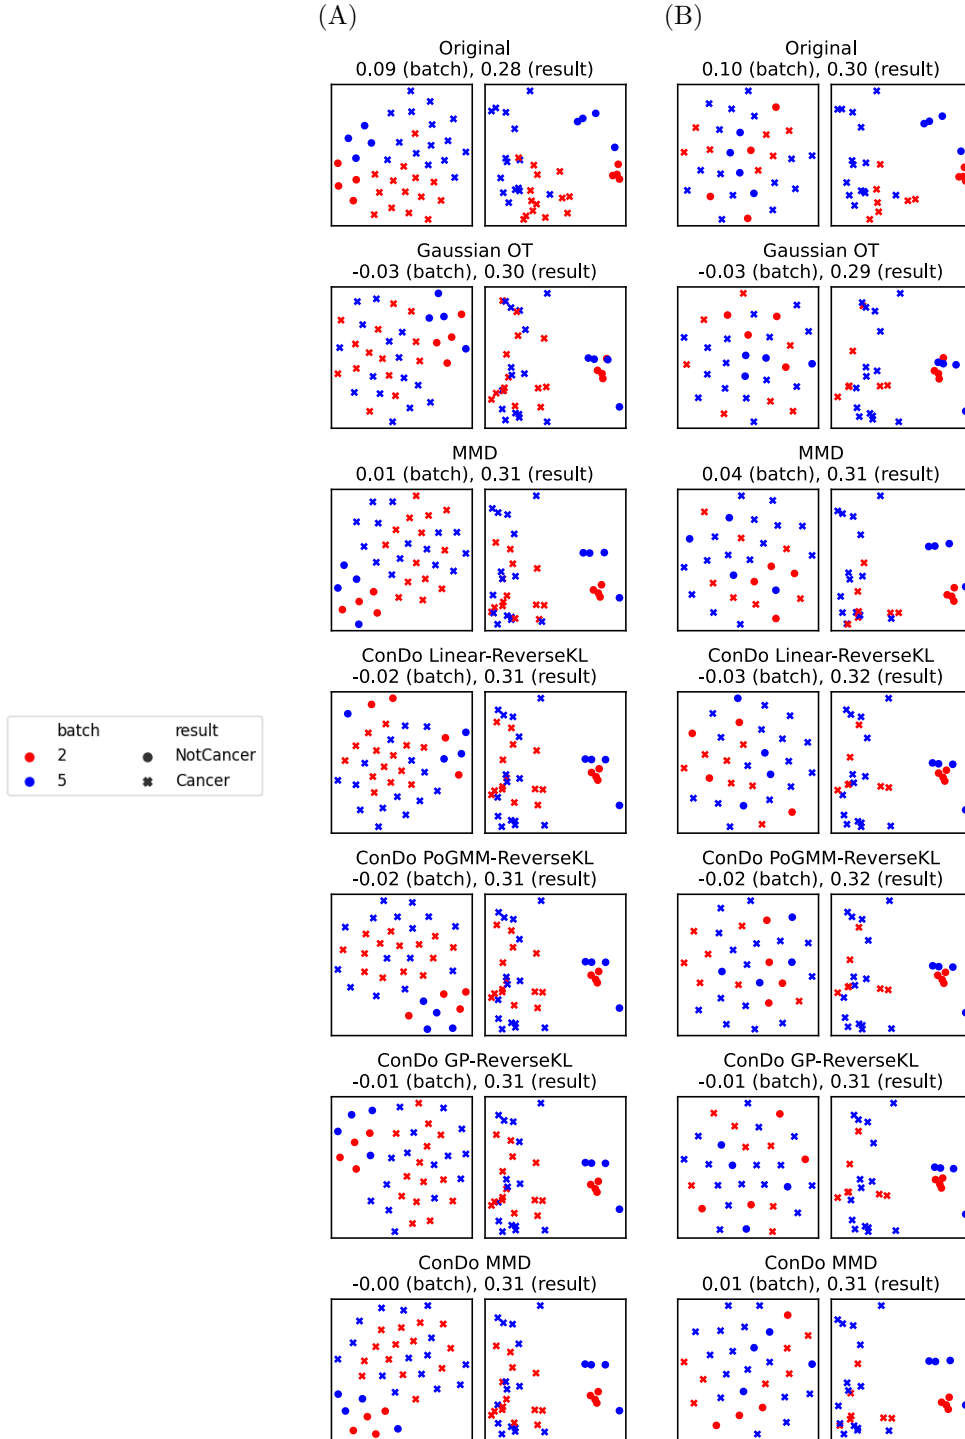 (A)
(B)
Original
0.09 (batch), 0.28 (result)
Original
0.10 (batch), 0.30 (result)
Gaussian OT
-0.03 (batch), 0.30 (result)
Gaussian OT
-0.03 (batch), 0.29 (result)
MMD
0.01 (batch), 0.31 (result)
MMD
0.04 (batch), 0.31 (result)
ConDo Linear-ReverseKL
-0.02 (batch), 0.31 (result)
ConDo Linear-ReverseKL
-0.03 (batch), 0.32 (result)
batch result
2 NotCancer
5 Cancer
ConDo PoGMM-ReverseKL
-0.02 (batch), 0.31 (result)
ConDo PoGMM-ReverseKL
-0.02 (batch), 0.32 (result)
ConDo GP-ReverseKL
-0.01 (batch), 0.31 (result)
ConDo GP-ReverseKL
-0.01 (batch), 0.31 (result)
ConDo MMD
-0.00 (batch), 0.31 (result)
ConDo MMD
0.01 (batch), 0.31 (result)